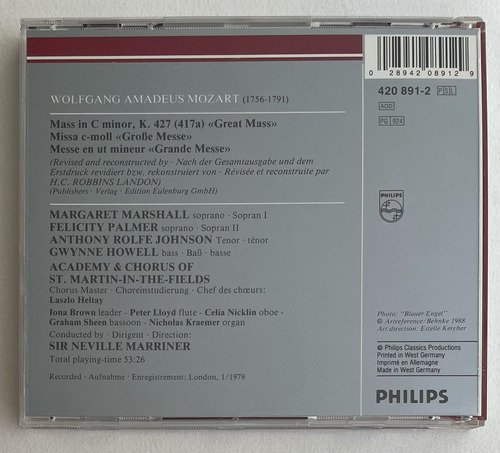 0 28942 08912 9
420 891-2 PSL
ADD
PG 924
WOLFGANG AMADEUS MOZART (1756-1791)
Mass in C minor, K. 427 (417a) «Great Mass»
Missa c-moll «Große Messe»
Messe en ut mineur «Grande Messe»
(Revised and reconstructed by · Nach der Gesamtausgabe und dem
Erstdruck revidiert bzw. rekonstruiert von · Révisée et reconstruite par
H.C. ROBBINS LANDON)
(Publishers · Verlag · Edition Eulenburg GmbH)
MARGARET MARSHALL soprano · Sopran I
FELICITY PALMER soprano · Sopran II
ANTHONY ROLFE JOHNSON Tenor · ténor
GWYNNE HOWELL bass · Baß · basse
ACADEMY & CHORUS OF
ST. MARTIN-IN-THE-FIELDS
Chorus Master · Choreinstudierung · Chef des chœurs:
Laszlo Heltay
Iona Brown leader - Peter Lloyd flute - Celia Nicklin oboe -
Graham Sheen bassoon - Nicholas Kraemer organ
Conducted by · Dirigent · Direction:
SIR NEVILLE MARRINER
Total playing-time 53:26
Recorded · Aufnahme · Enregistrement: London, 1/1979
PHILIPS
Photo: "Blauer Engel"
© Artreference/ Behnke 1988
Art direction: Estelle Kercher
© Philips Classics Productions
Printed in West Germany
Imprimé en Allemagne
Made in West Germany
PHILIPS